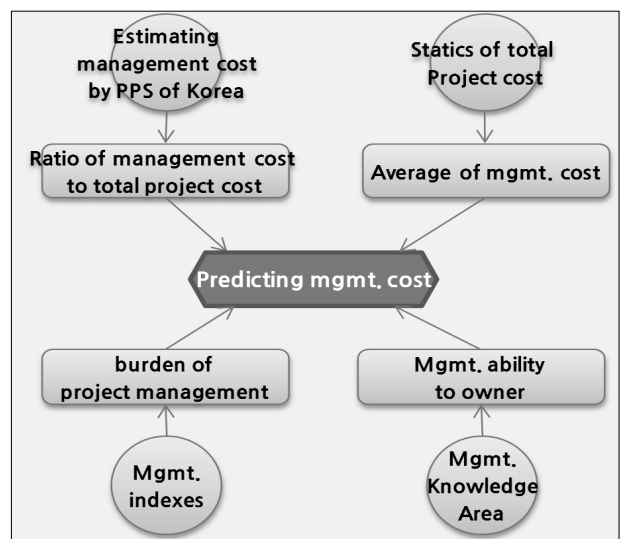 Estimating
management cost
by PPS of Korea
Statics of total
Project cost
Ratio of management cost
to total project cost
Average of mgmt. cost
Predicting mgmt. cost
burden of
project management
Mgmt. ability
to owner
Mgmt.
indexes
Mgmt.
Knowledge
Area